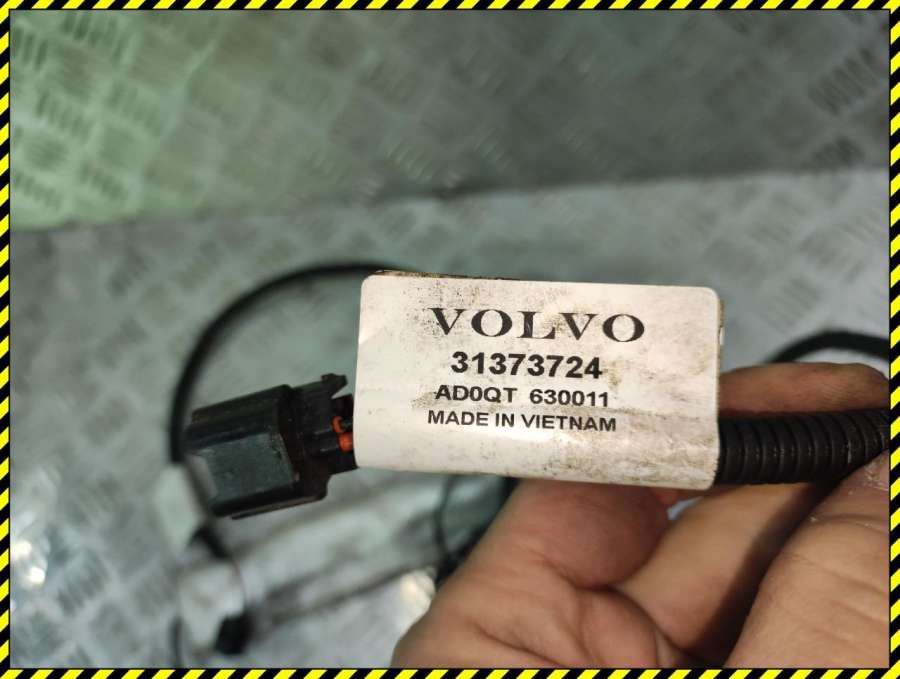 VOLVO
31373724
AD0QT 630011
MADE IN VIETNAM